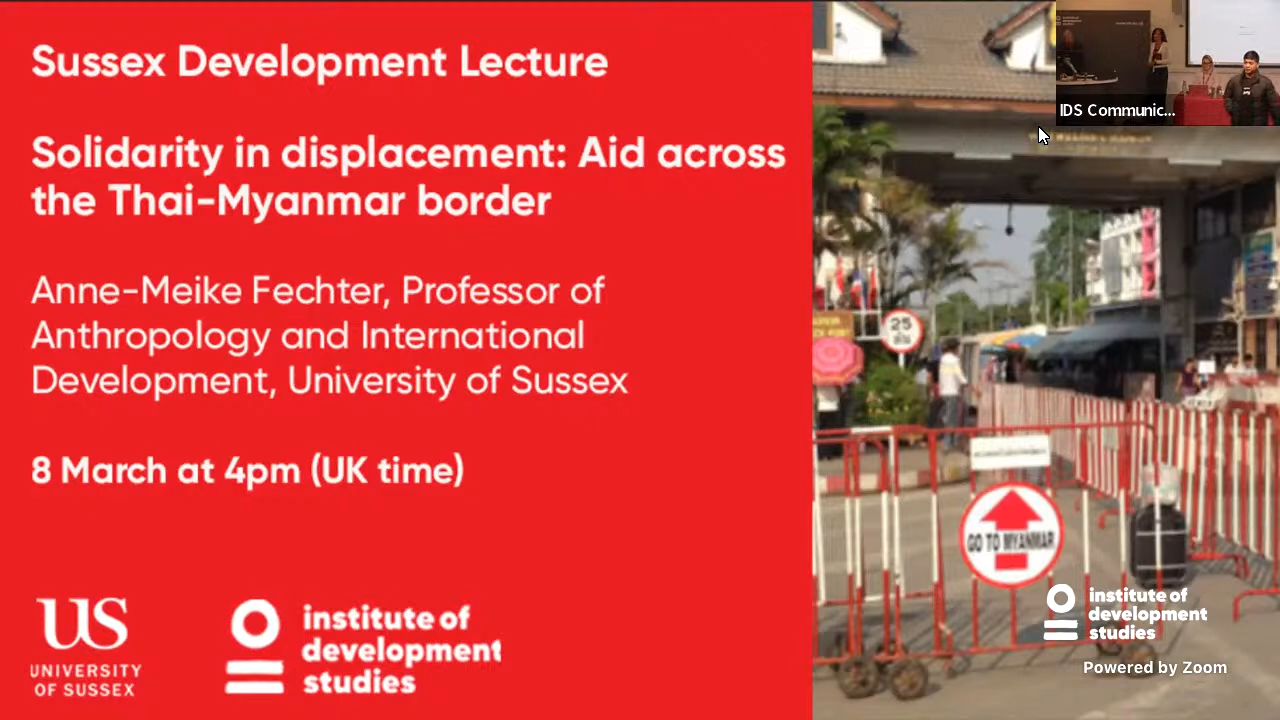 Sussex Development Lecture
Solidarity in displacement: Aid across
the Thai-Myanmar border
Anne-Meike Fechter, Professor of
Anthropology and International
Development, University of Sussex
8 March at 4pm (UK time)
US
UNIVERSITY
OF SUSSEX
institute of
development
studies
IDS Communic...
25
GO TO MYANMAR
institute of
development
studies
Powered by Zoom